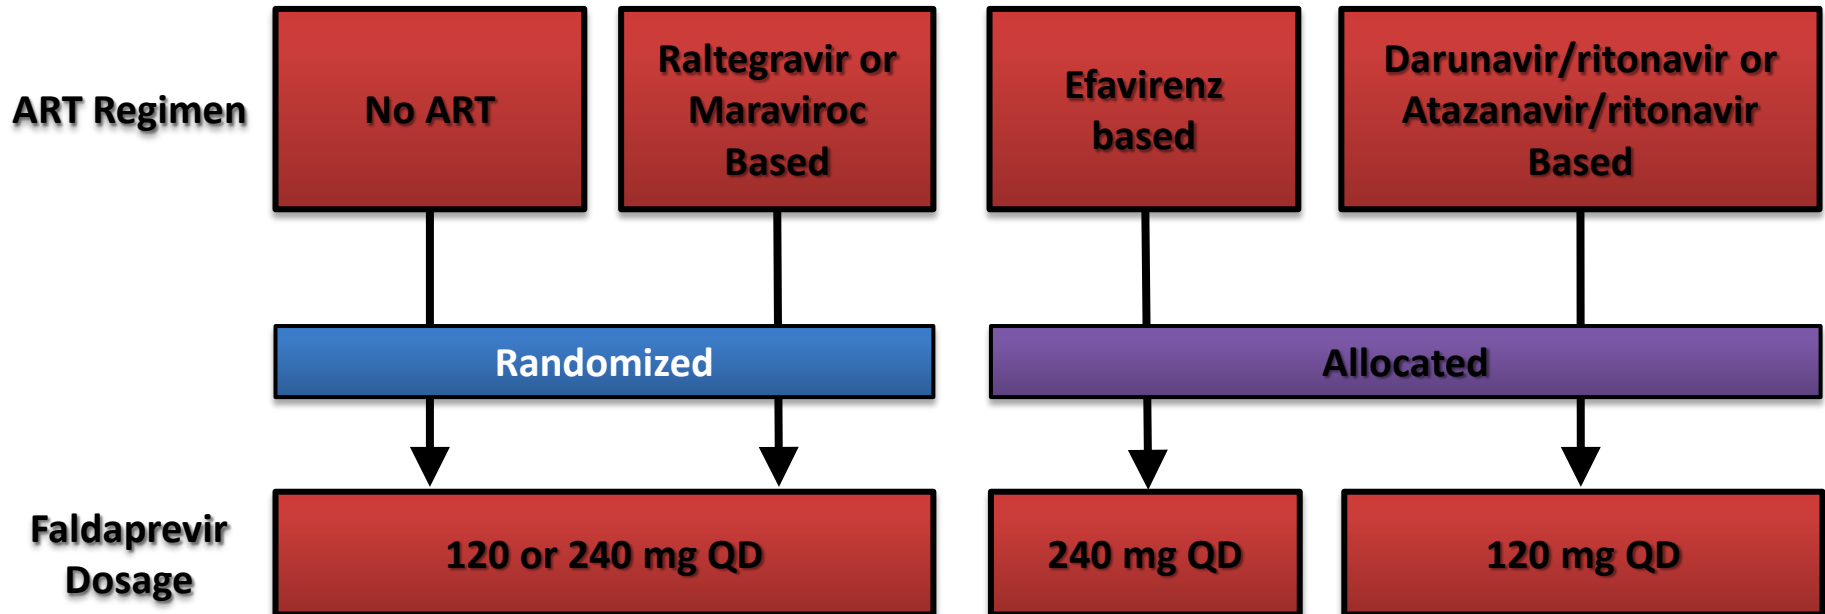 ART Regimen
No ART
Raltegravir or
Maraviroc
Based
Efavirenz
based
Darunavir/ritonavir or
Atazanavir/ritonavir
Based
Randomized
Allocated
Faldaprevir
Dosage
120 or 240 mg QD
240 mg QD
120 mg QD